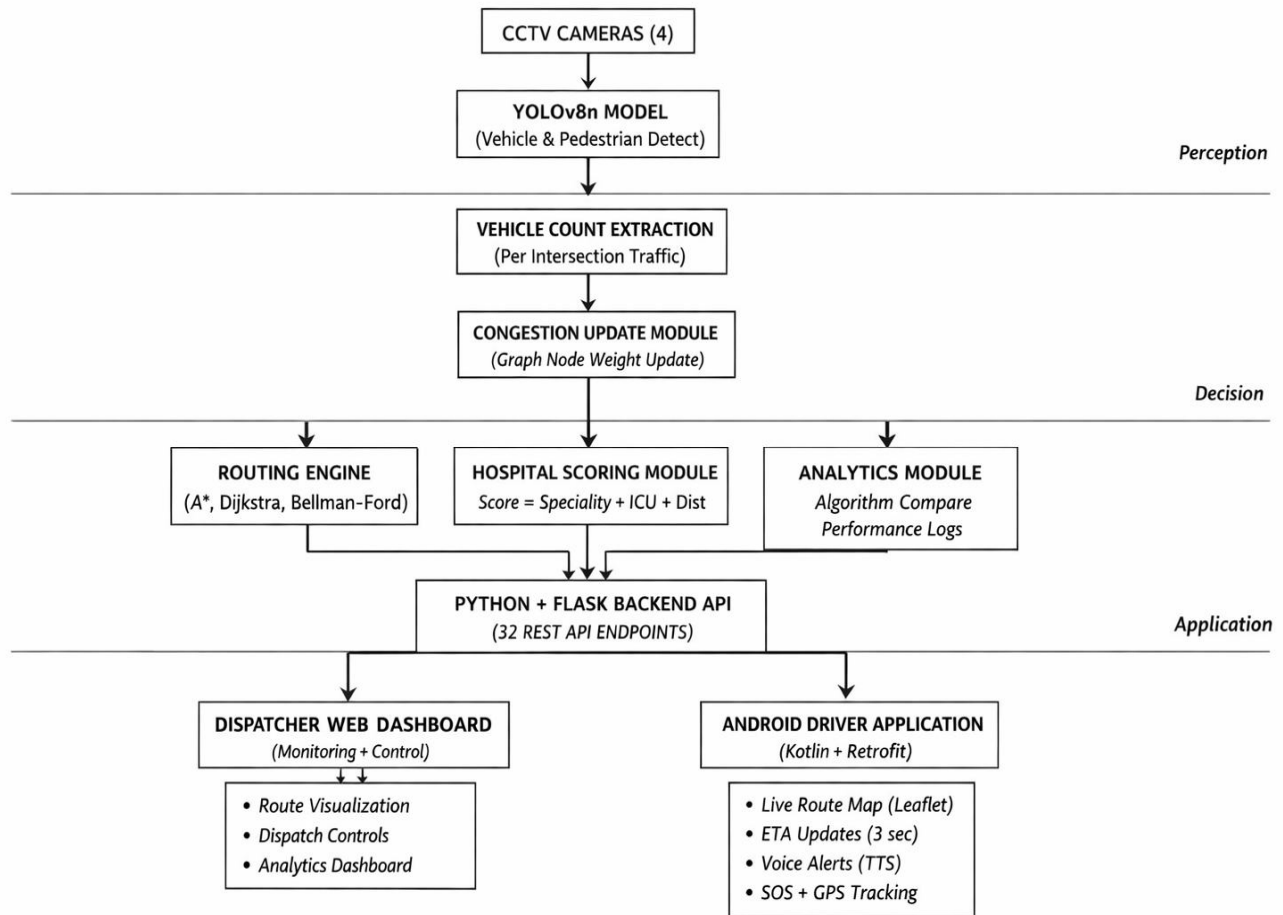 CCTV CAMERAS (4)
YOLOv8n MODEL
(Vehicle & Pedestrian Detect)
Perception
VEHICLE COUNT EXTRACTION
(Per Intersection Traffic)
CONGESTION UPDATE MODULE
(Graph Node Weight Update)
Decision
ROUTING ENGINE
(A*, Dijkstra, Bellman-Ford)
HOSPITAL SCORING MODULE
Score = Speciality + ICU + Dist
ANALYTICS MODULE
Algorithm Compare
Performance Logs
PYTHON + FLASK BACKEND API
(32 REST API ENDPOINTS)
Application
DISPATCHER WEB DASHBOARD
(Monitoring + Control)
• Route Visualization
• Dispatch Controls
• Analytics Dashboard
ANDROID DRIVER APPLICATION
(Kotlin + Retrofit)
• Live Route Map (Leaflet)
• ETA Updates (3 sec)
• Voice Alerts (TTS)
• SOS + GPS Tracking